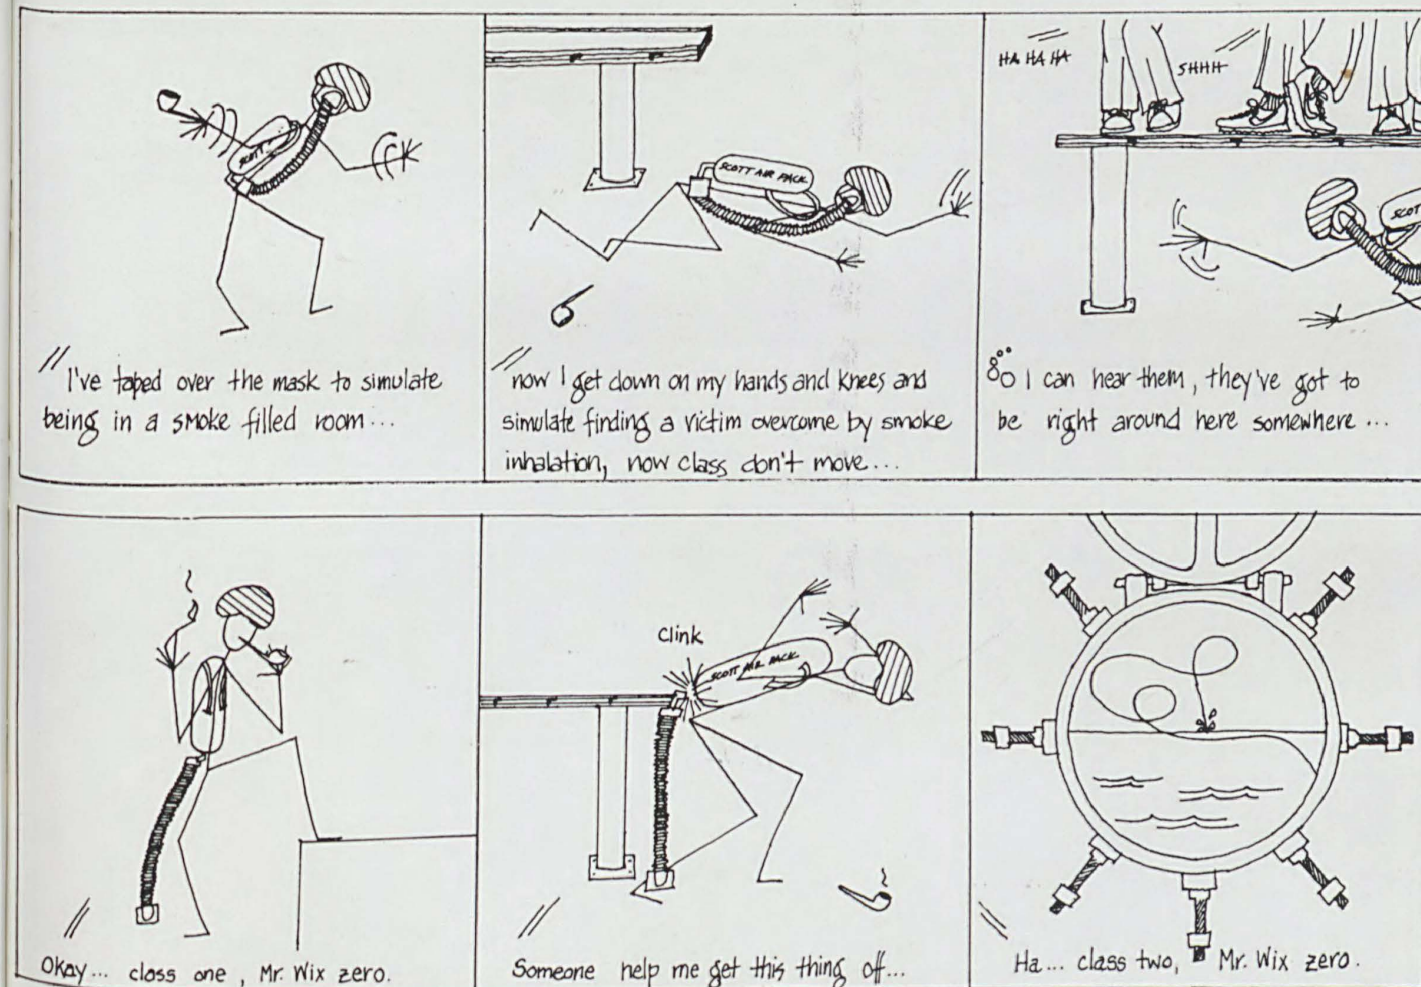 SCOTT
I've taped over the mask to simulate
being in a smoke filled room...
SCOTT AIR PACK
now I get down on my hands and knees and
simulate finding a victim overcome by smoke
inhalation, now class don't move...
HA HA HA
SHHH
SCOT
I can hear them, they've got to
be right around here somewhere...
Okay... class one, Mr. Wix zero.
clink
SCOTT AIR PACK
Someone help me get this thing off...
Ha... class two, Mr. Wix zero.